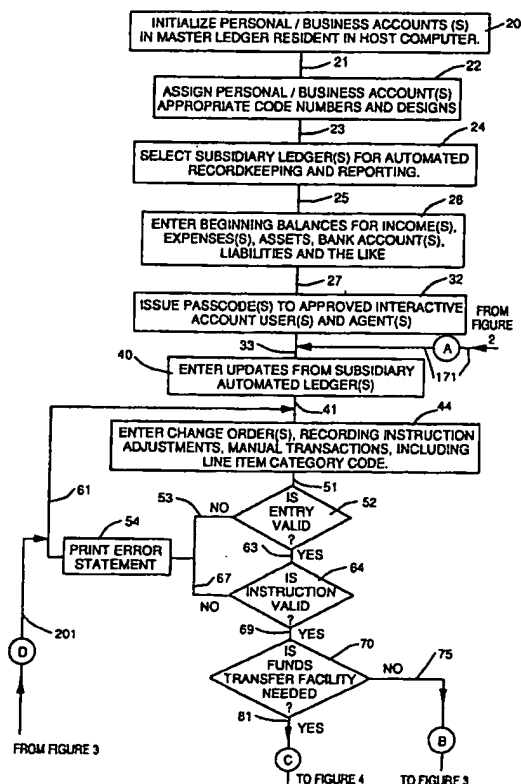 INITIALIZE PERSONAL / BUSINESS ACCOUNTS (S)
IN MASTER LEDGER RESIDENT IN HOST COMPUTER.
20
21
22
ASSIGN PERSONAL / BUSINESS ACCOUNT(S)
APPROPRIATE CODE NUMBERS AND DESIGNS
23
24
SELECT SUBSIDIARY LEDGER(S) FOR AUTOMATED
RECORDKEEPING AND REPORTING.
25
28
ENTER BEGINNING BALANCES FOR INCOME(S),
EXPENSES(S), ASSETS, BANK ACCOUNT(S),
LIABILITIES AND THE LIKE
27
32
ISSUE PASSCODE(S) TO APPROVED INTERACTIVE
ACCOUNT USER(S) AND AGENT(S)
FROM
FIGURE
2
A
33
171
40
ENTER UPDATES FROM SUBSIDIARY
AUTOMATED LEDGER(S)
41
44
ENTER CHANGE ORDER(S), RECORDING INSTRUCTION
ADJUSTMENTS, MANUAL TRANSACTIONS, INCLUDING
LINE ITEM CATEGORY CODE.
61
51
53
NO
IS
ENTRY
VALID
?
52
54
PRINT ERROR
STATEMENT
63
YES
67
NO
IS
INSTRUCTION
VALID
?
64
69
YES
201
D
FROM FIGURE 3
IS
FUNDS
TRANSFER FACILITY
NEEDED
?
70
NO
75
81
YES
C
TO FIGURE 4
B
TO FIGURE 3